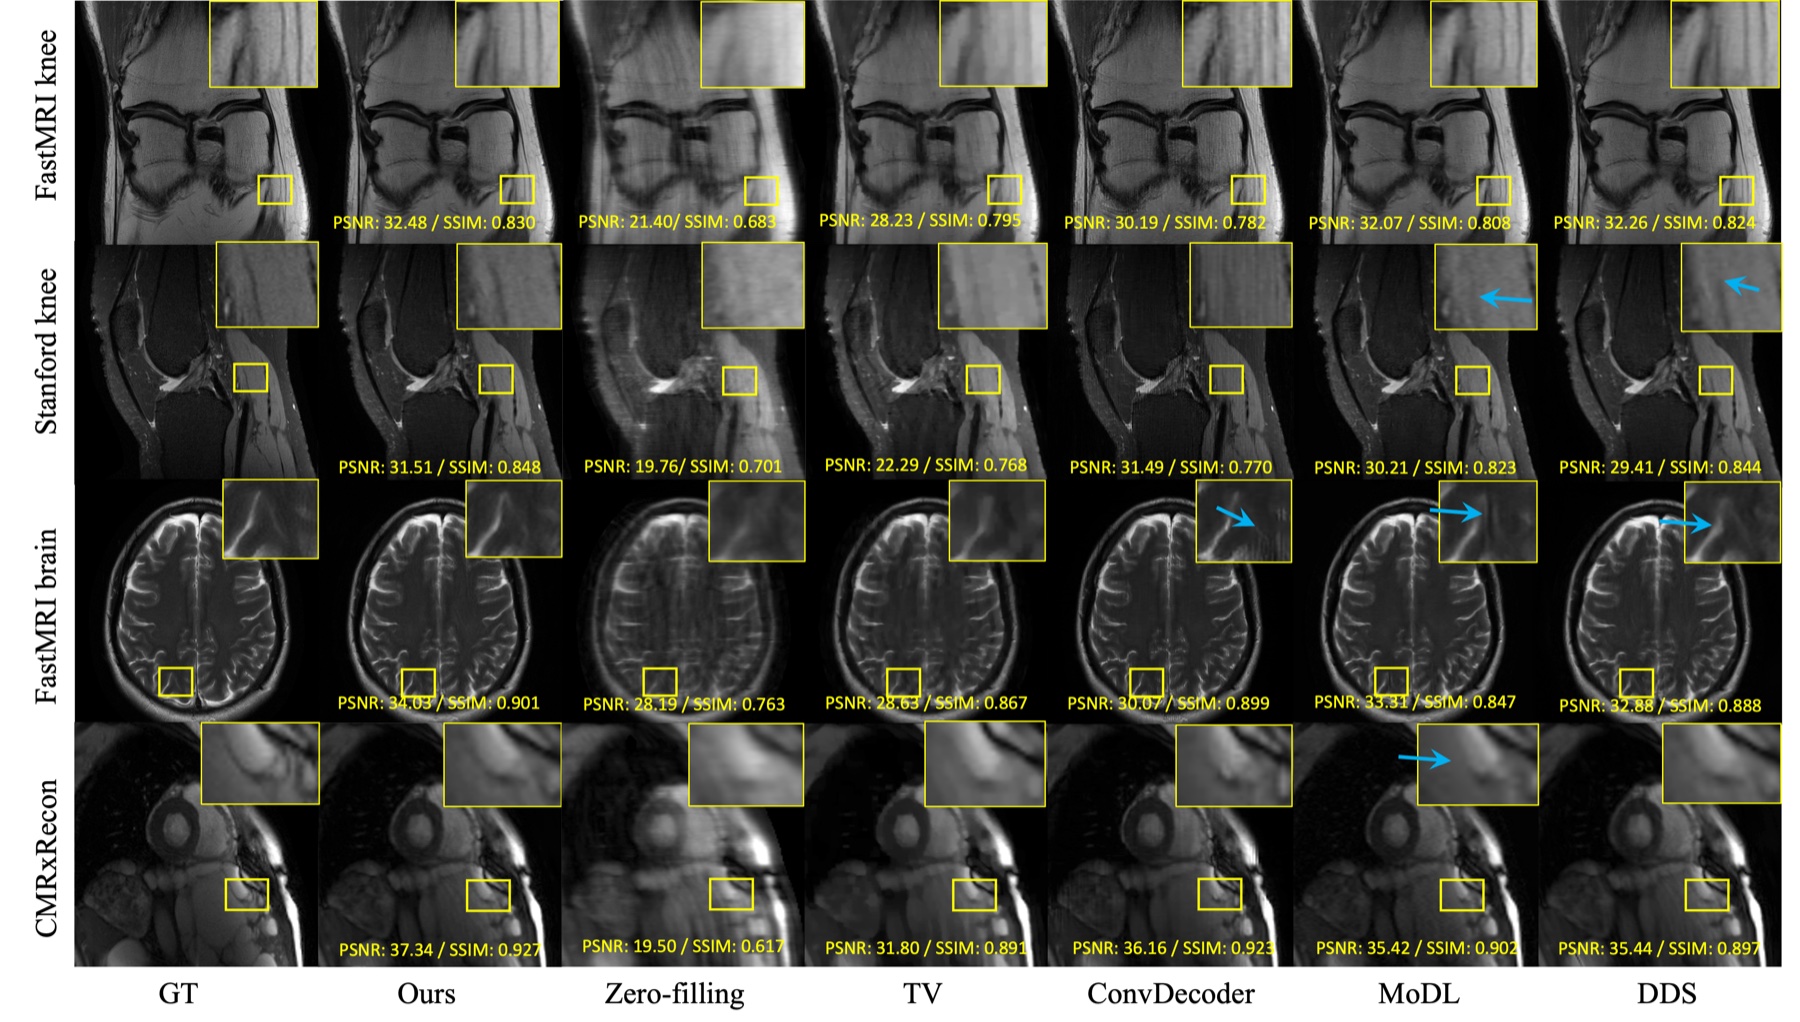 FastMRI knee
PSNR: 32.48 / SSIM: 0.830
PSNR: 21.40/ SSIM: 0.683
PSNR: 28.23 / SSIM: 0.795
PSNR: 30.19 / SSIM: 0.782
PSNR: 32.07 / SSIM: 0.808
PSNR: 32.26 / SSIM: 0.824
Stanford knee
PSNR: 31.51 / SSIM: 0.848
PSNR: 19.76/ SSIM: 0.701
PSNR: 22.29 / SSIM: 0.768
PSNR: 31.49 / SSIM: 0.770
PSNR: 30.21 / SSIM: 0.823
PSNR: 29.41 / SSIM: 0.844
FastMRI brain
PSNR: 34.03 / SSIM: 0.901
PSNR: 28.19 / SSIM: 0.763
PSNR: 28.63 / SSIM: 0.867
PSNR: 30.07 / SSIM: 0.899
PSNR: 33.31 / SSIM: 0.847
PSNR: 32.88 / SSIM: 0.888
CMRxRecon
PSNR: 37.34 / SSIM: 0.927
PSNR: 19.50 / SSIM: 0.617
PSNR: 31.80 / SSIM: 0.891
PSNR: 36.16 / SSIM: 0.923
PSNR: 35.42 / SSIM: 0.902
PSNR: 35.44 / SSIM: 0.897
GT
Ours
Zero-filling
TV
ConvDecoder
MoDL
DDS